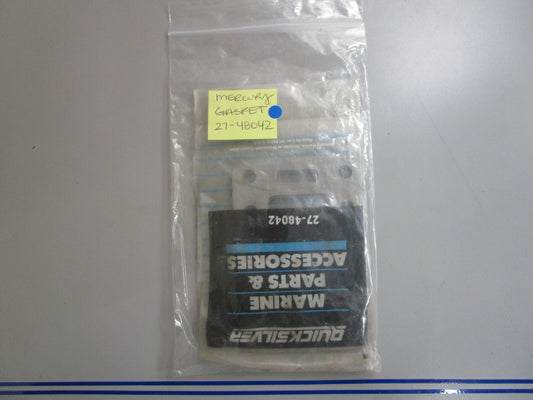 MERCURY
GASKET
27-48042
27-48042
QUICKSILVER
MARINE
PARTS &
ACCESSORIES